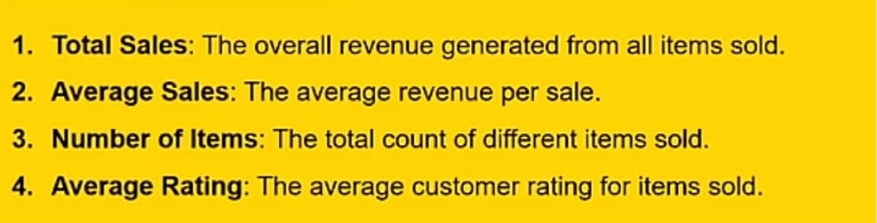 1. Total Sales: The overall revenue generated from all items sold.
2. Average Sales: The average revenue per sale.
3. Number of Items: The total count of different items sold.
4. Average Rating: The average customer rating for items sold.